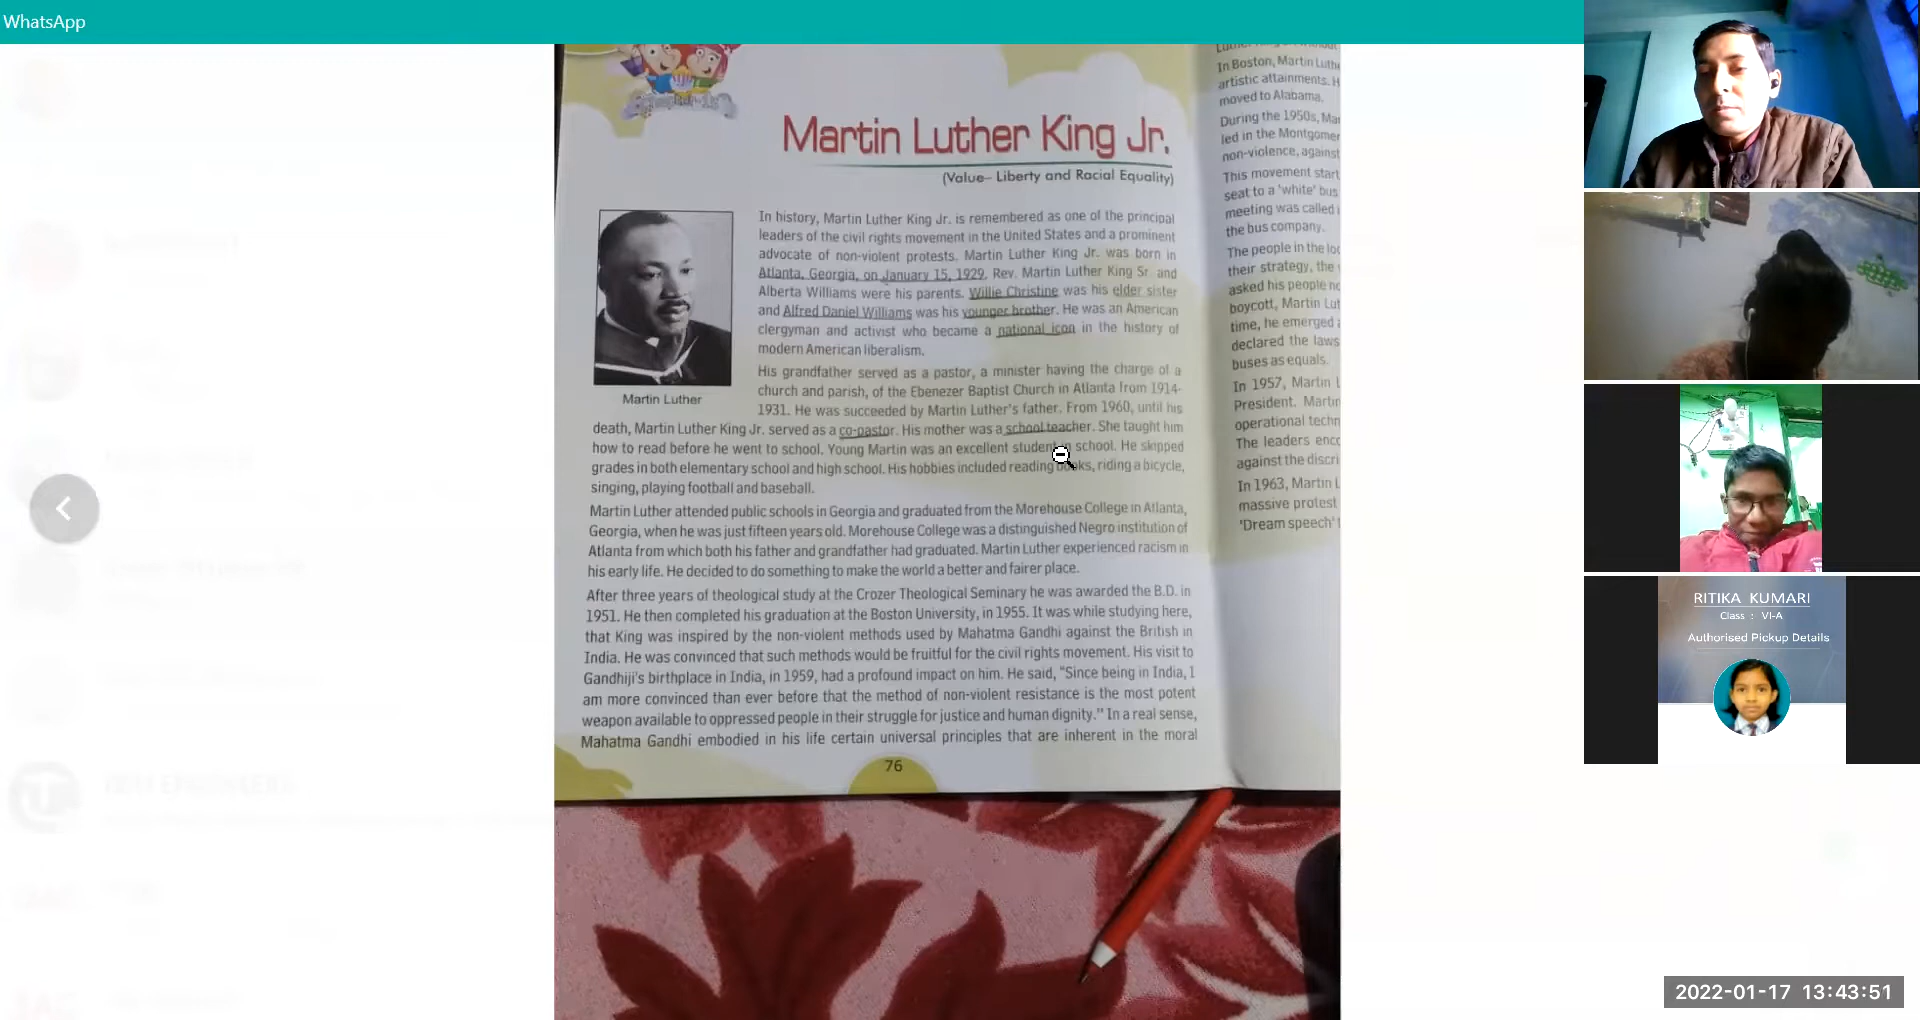 WhatsApp
Chapter-15
Martin Luther King Jr.
(Value– Liberty and Racial Equality)
In history, Martin Luther King Jr. is remembered as one of the principal
leaders of the civil rights movement in the United States and a prominent
advocate of non-violent protests. Martin Luther King Jr. was born in
Atlanta, Georgia, on January 15, 1929. Rev. Martin Luther King Sr. and
Alberta Williams were his parents. Willie Christine was his elder sister
and Alfred Daniel Williams was his younger brother. He was an American
clergyman and activist who became a national icon in the history of
modern American liberalism.
Martin Luther
His grandfather served as a pastor, a minister having the charge of a
church and parish, of the Ebenezer Baptist Church in Atlanta from 1914-
1931. He was succeeded by Martin Luther's father. From 1960, until his
death, Martin Luther King Jr. served as a co-pastor. His mother was a school teacher. She taught him
how to read before he went to school. Young Martin was an excellent student school. He skipped
grades in both elementary school and high school. His hobbies included reading books, riding a bicycle,
singing, playing football and baseball.
Martin Luther attended public schools in Georgia and graduated from the Morehouse College in Atlanta,
Georgia, when he was just fifteen years old. Morehouse College was a distinguished Negro institution of
Atlanta from which both his father and grandfather had graduated. Martin Luther experienced racism in
his early life. He decided to do something to make the world a better and fairer place.
After three years of theological study at the Crozer Theological Seminary he was awarded the B.D. in
1951. He then completed his graduation at the Boston University, in 1955. It was while studying here,
that King was inspired by the non-violent methods used by Mahatma Gandhi against the British in
India. He was convinced that such methods would be fruitful for the civil rights movement. His visit to
Gandhiji's birthplace in India, in 1959, had a profound impact on him. He said, "Since being in India, I
am more convinced than ever before that the method of non-violent resistance is the most potent
weapon available to oppressed people in their struggle for justice and human dignity." In a real sense,
Mahatma Gandhi embodied in his life certain universal principles that are inherent in the moral
76
In Boston, Martin
artistic attainments.
moved to Alabama.
During the 1950s,
led in the
non-violence, against
This movement
seat to a 'white' bus
meeting was called
the bus company.
The people in the
their strategy, the
asked his people
boycott, Martin
time, he emerged
declared the laws
buses as equals.
In 1957, Martin
President.
operational
The leaders
against the
In 1963, Martin
massive protest
'Dream speech'
RITIKA KUMARI
Class : VI-A
Authorised Pickup Details
2022-01-17 13:43:51